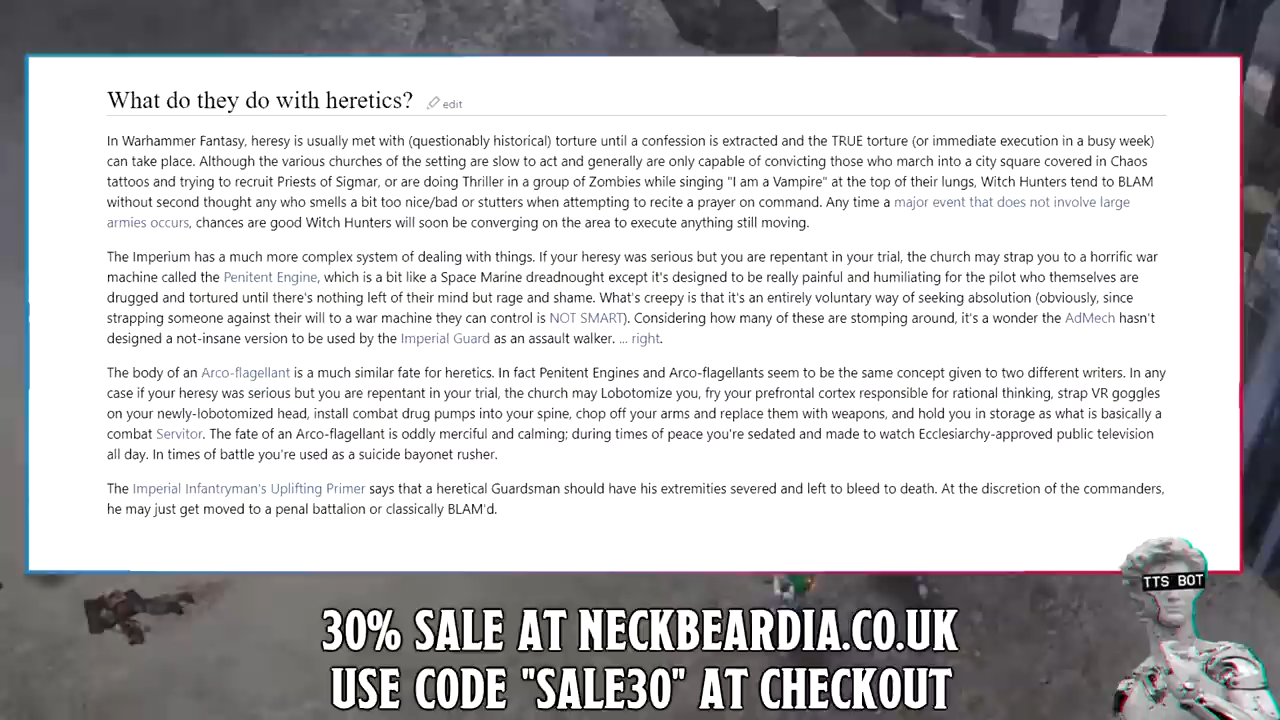 What do they do with heretics? edit
In Warhammer Fantasy, heresy is usually met with (questionably historical) torture until a confession is extracted and the TRUE torture (or immediate execution in a busy week)
can take place. Although the various churches of the setting are slow to act and generally are only capable of convicting those who march into a city square covered in Chaos
tattoos and trying to recruit Priests of Sigmar, or are doing Thriller in a group of Zombies while singing "I am a Vampire" at the top of their lungs, Witch Hunters tend to BLAM
without second thought any who smells a bit too nice/bad or stutters when attempting to recite a prayer on command. Any time a major event that does not involve large
armies occurs, chances are good Witch Hunters will soon be converging on the area to execute anything still moving.
The Imperium has a much more complex system of dealing with things. If your heresy was serious but you are repentant in your trial, the church may strap you to a horrific war
machine called the Penitent Engine, which is a bit like a Space Marine dreadnought except it's designed to be really painful and humiliating for the pilot who themselves are
drugged and tortured until there's nothing left of their mind but rage and shame. What's creepy is that it's an entirely voluntary way of seeking absolution (obviously, since
strapping someone against their will to a war machine they can control is NOT SMART). Considering how many of these are stomping around, it's a wonder the AdMech hasn't
designed a not-insane version to be used by the Imperial Guard as an assault walker. ... right.
The body of an Arco-flagellant is a much similar fate for heretics. In fact Penitent Engines and Arco-flagellants seem to be the same concept given to two different writers. In any
case if your heresy was serious but you are repentant in your trial, the church may Lobotomize you, fry your prefrontal cortex responsible for rational thinking, strap VR goggles
on your newly-lobotomized head, install combat drug pumps into your spine, chop off your arms and replace them with weapons, and hold you in storage as what is basically a
combat Servitor. The fate of an Arco-flagellant is oddly merciful and calming; during times of peace you're sedated and made to watch Ecclesiarchy-approved public television
all day. In times of battle you're used as a suicide bayonet rusher.
The Imperial Infantryman's Uplifting Primer says that a heretical Guardsman should have his extremities severed and left to bleed to death. At the discretion of the commanders,
he may just get moved to a penal battalion or classically BLAM'd.
TTS BOT
30% SALE AT NECKBEARDIA.CO.UK
USE CODE "SALE30" AT CHECKOUT